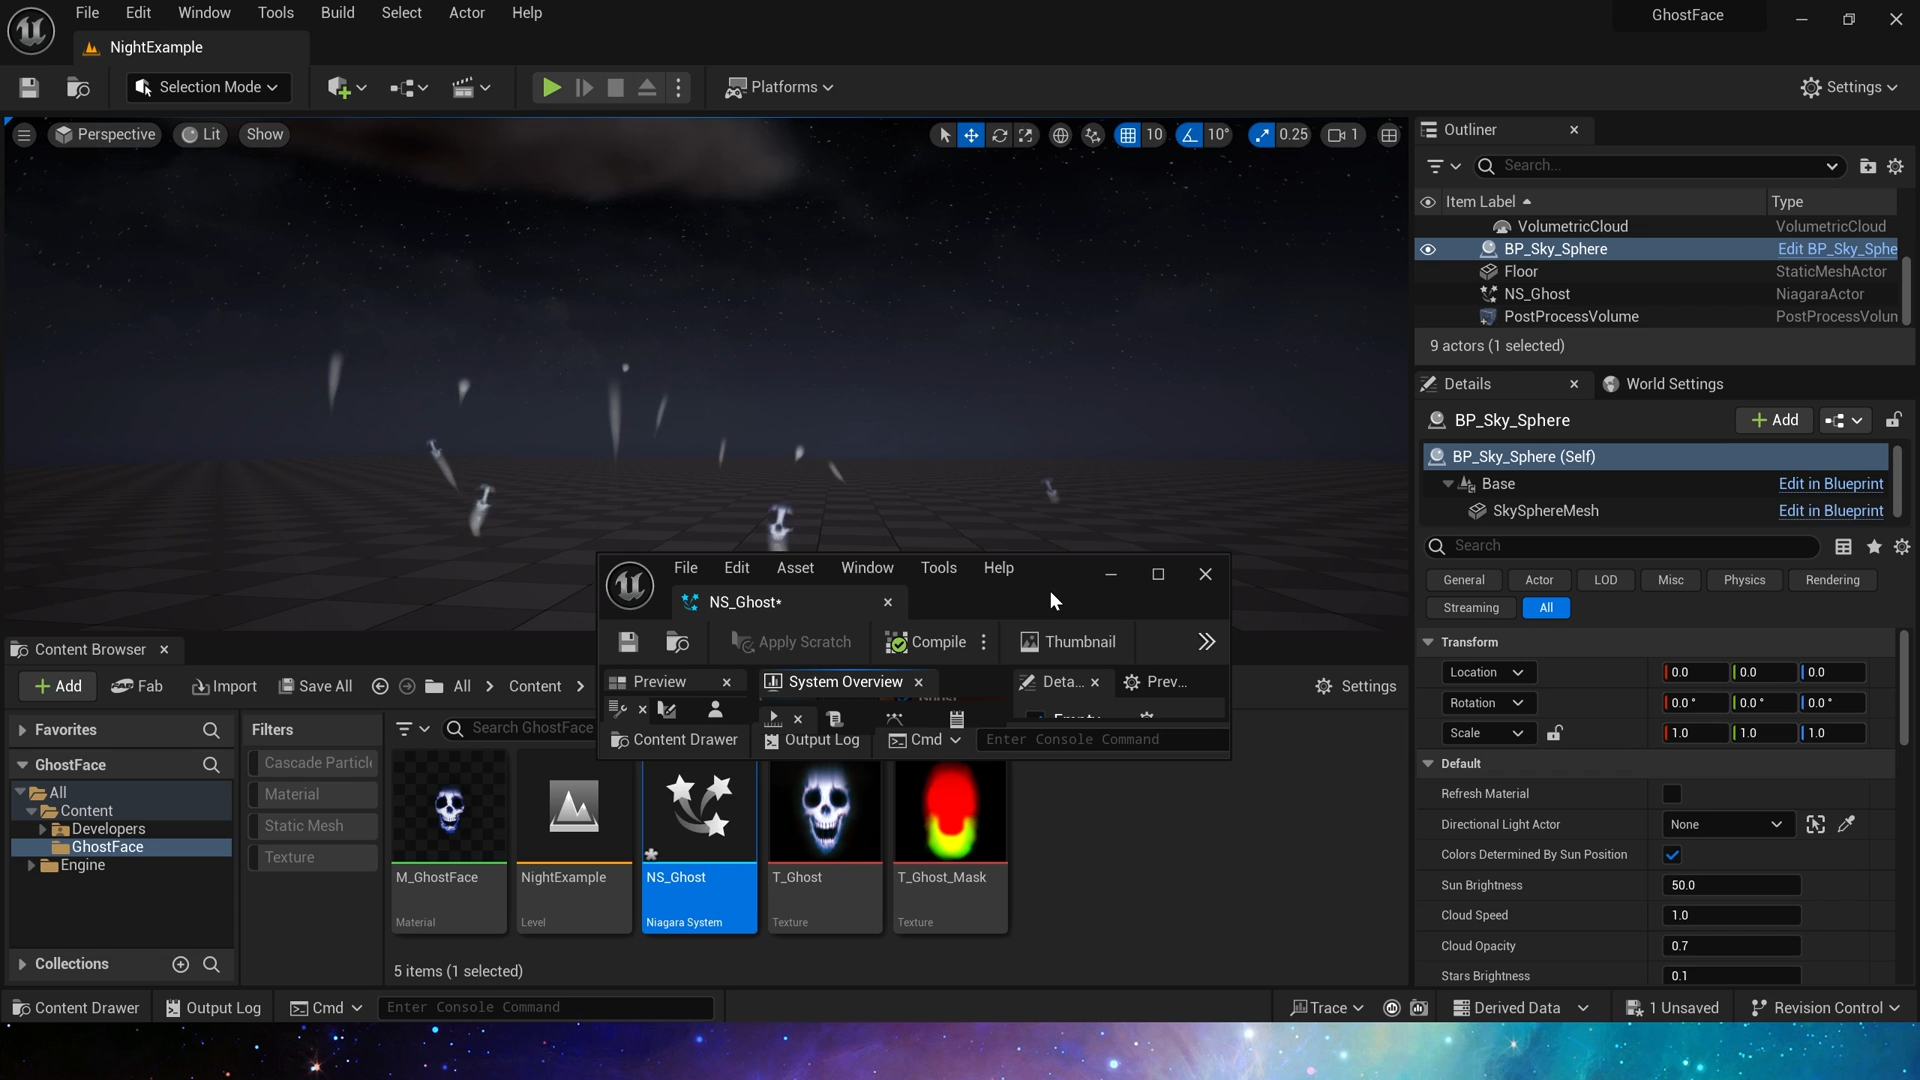 File Edit Window Tools Build Select Actor Help
GhostFace
NightExample
Selection Mode
Platforms
Settings
Perspective
Lit
Show
10
10°
0.25
1
Outliner
Search...
Item Label
Type
VolumetricCloud
VolumetricCloud
BP_Sky_Sphere
Edit BP_Sky_Sphe
Floor
StaticMeshActor
NS_Ghost
NiagaraActor
PostProcessVolume
PostProcessVolun
9 actors (1 selected)
Details
World Settings
BP_Sky_Sphere
Add
BP_Sky_Sphere (Self)
Base
Edit in Blueprint
SkySphereMesh
Edit in Blueprint
Search
General
Actor
LOD
Misc
Physics
Rendering
Streaming
All
Transform
Location
0.0
0.0
0.0
Rotation
0.0 °
0.0 °
0.0 °
Scale
1.0
1.0
1.0
Default
Refresh Material
Directional Light Actor
None
Colors Determined By Sun Position
Sun Brightness
50.0
Cloud Speed
1.0
Cloud Opacity
0.7
Stars Brightness
0.1
File Edit Asset Window Tools Help
NS_Ghost*
Apply Scratch
Compile
Thumbnail
Preview
System Overview
Deta...
Prev...
Content Drawer
Output Log
Cmd
Enter Console Command
Content Browser
Add
Fab
Import
Save All
All
Content
Settings
Favorites
GhostFace
All
Content
Developers
GhostFace
Engine
Collections
Filters
Cascade Particle
Material
Static Mesh
Texture
Search GhostFace
M_GhostFace
Material
NightExample
Level
NS_Ghost
Niagara System
T_Ghost
Texture
T_Ghost_Mask
Texture
5 items (1 selected)
Content Drawer
Output Log
Cmd
Enter Console Command
Trace
Derived Data
1 Unsaved
Revision Control